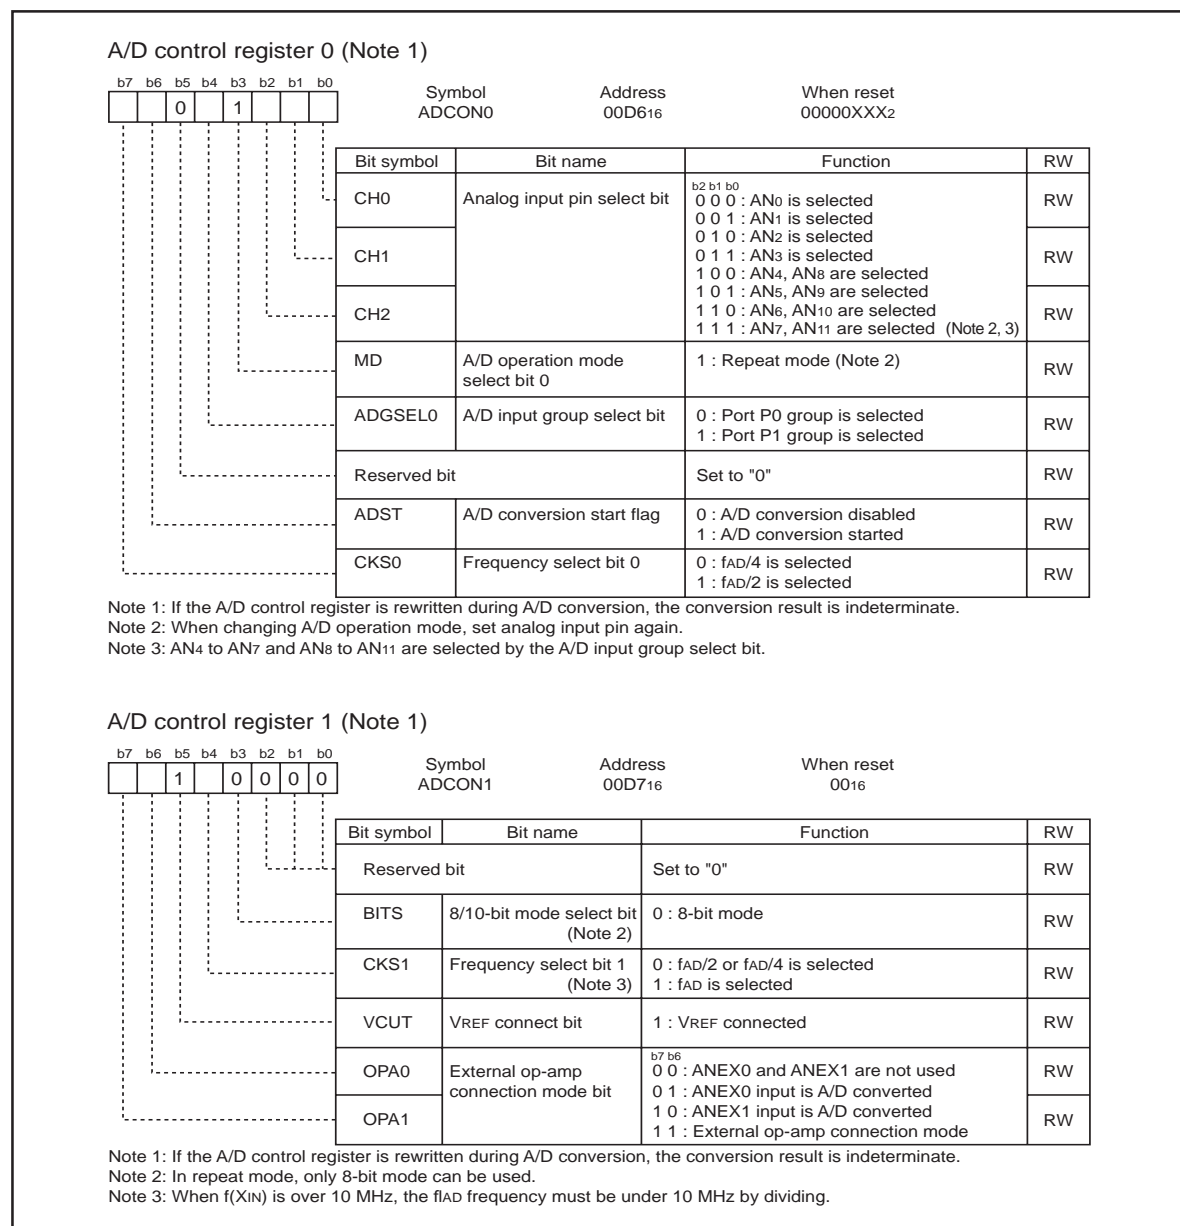 A/D control register 0 (Note 1)
b7 b6 b5 b4 b3 b2 b1 b0
0 1
Symbol Address When reset
ADCON0 00D616 00000XXX2
Bit symbol Bit name Function RW
CH0 Analog input pin select bit RW
b2 b1 b0
0 0 0 : AN0 is selected
0 0 1 : AN1 is selected
0 1 0 : AN2 is selected
CH1 RW
0 1 1 : AN3 is selected
1 0 0 : AN4, AN8 are selected
1 0 1 : AN5, AN9 are selected
CH2 RW
1 1 0 : AN6, AN10 are selected
1 1 1 : AN7, AN11 are selected (Note 2, 3)
MD A/D operation mode 1 : Repeat mode (Note 2) RW
select bit 0
ADGSEL0 A/D input group select bit 0 : Port P0 group is selected RW
1 : Port P1 group is selected
Reserved bit Set to "0" RW
ADST A/D conversion start flag 0 : A/D conversion disabled RW
1 : A/D conversion started
CKS0 Frequency select bit 0 0 : fAD/4 is selected RW
1 : fAD/2 is selected
Note 1: If the A/D control register is rewritten during A/D conversion, the conversion result is indeterminate.
Note 2: When changing A/D operation mode, set analog input pin again.
Note 3: AN4 to AN7 and AN8 to AN11 are selected by the A/D input group select bit.
A/D control register 1 (Note 1)
b7 b6 b5 b4 b3 b2 b1 b0
1 0 0 0 0
Symbol Address When reset
ADCON1 00D716 0016
Bit symbol Bit name Function RW
Reserved bit Set to "0" RW
BITS 8/10-bit mode select bit 0 : 8-bit mode RW
(Note 2)
CKS1 Frequency select bit 1 0 : fAD/2 or fAD/4 is selected RW
(Note 3) 1 : fAD is selected
VCUT VREF connect bit 1 : VREF connected RW
b7 b6
OPA0 External op-amp 0 0 : ANEX0 and ANEX1 are not used RW
connection mode bit 0 1 : ANEX0 input is A/D converted
OPA1 1 0 : ANEX1 input is A/D converted RW
1 1 : External op-amp connection mode
Note 1: If the A/D control register is rewritten during A/D conversion, the conversion result is indeterminate.
Note 2: In repeat mode, only 8-bit mode can be used.
Note 3: When f(XIN) is over 10 MHz, the flAD frequency must be under 10 MHz by dividing.